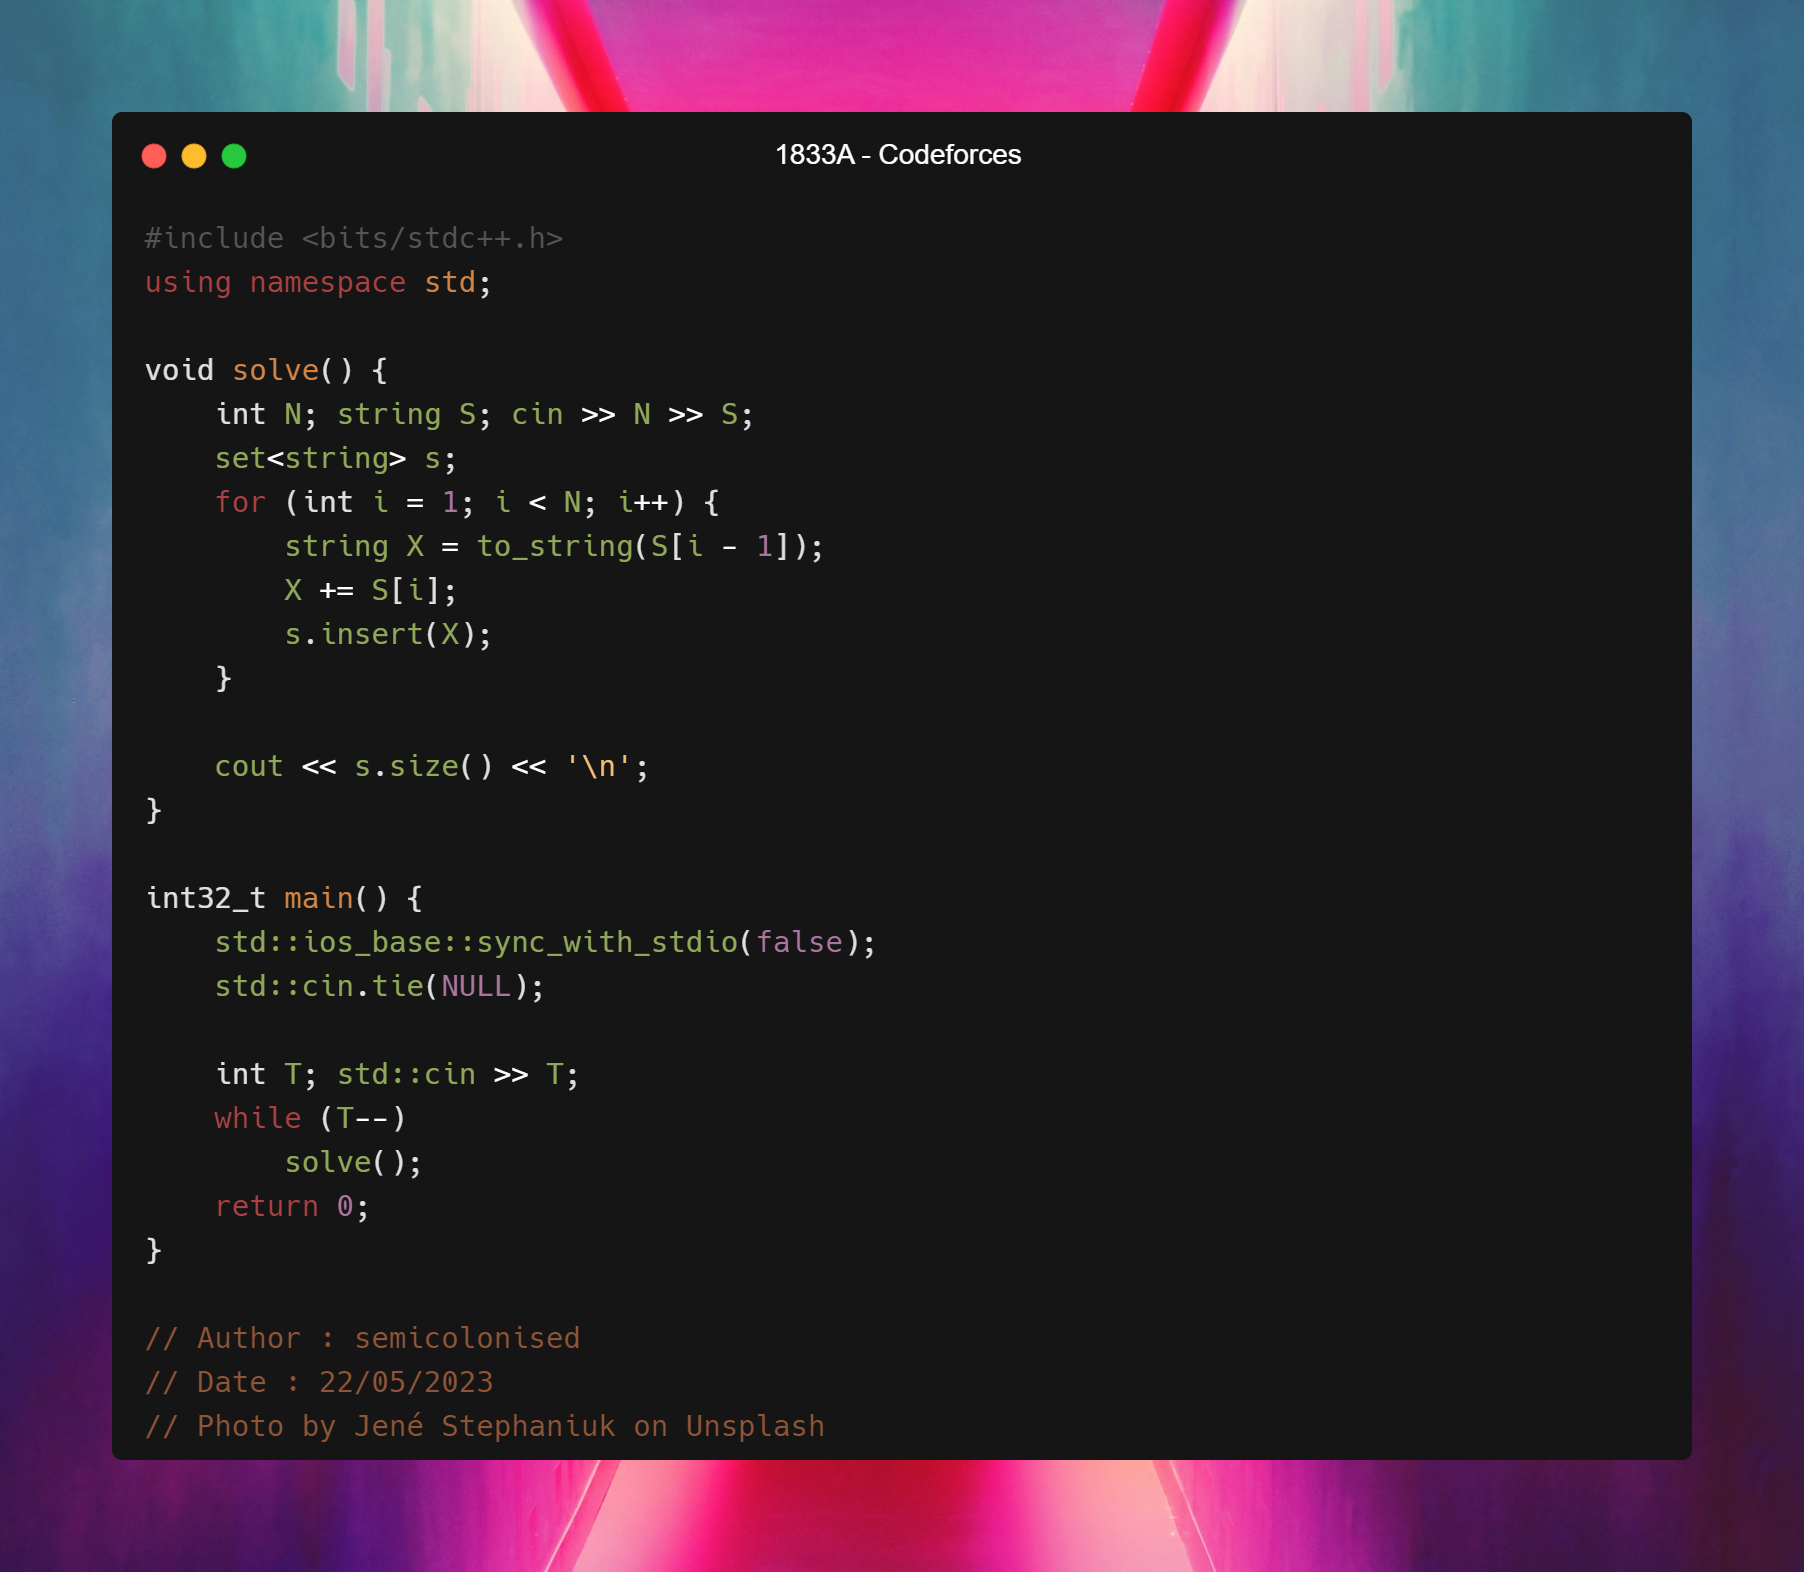 1833A - Codeforces
#include <bits/stdc++.h>
using namespace std;
void solve() {
    int N; string S; cin >> N >> S;
    set<string> s;
    for (int i = 1; i < N; i++) {
        string X = to_string(S[i - 1]);
        X += S[i];
        s.insert(X);
    }
    cout << s.size() << '\n';
}
int32_t main() {
    std::ios_base::sync_with_stdio(false);
    std::cin.tie(NULL);
    int T; std::cin >> T;
    while (T--)
        solve();
    return 0;
}
// Author : semicolonised
// Date : 22/05/2023
// Photo by Jené Stephaniuk on Unsplash